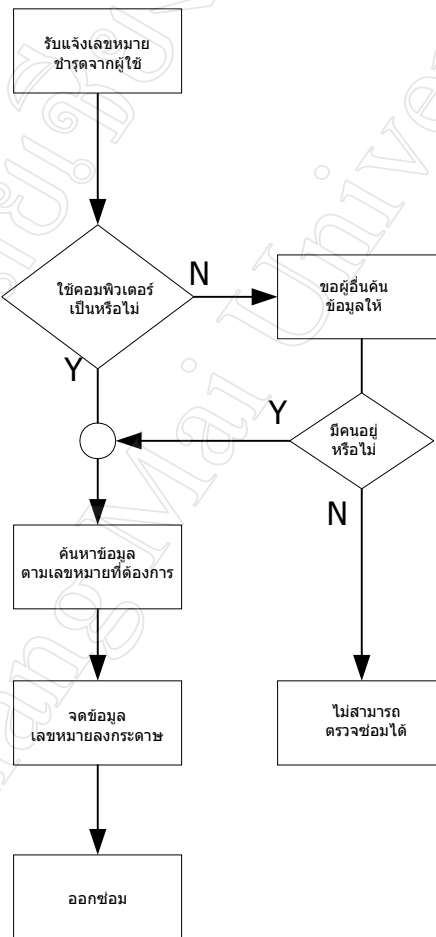 รับแจ้งเลขหมาย
ชำรุดจากผู้ใช้
ใช้คอมพิวเตอร์
เป็นหรือไม่
N
ขอผู้อื่นค้น
ข้อมูลให้
Y
Y
มีคนอยู่
หรือไม่
N
ค้นหาข้อมูล
ตามเลขหมายที่ต้องการ
จดข้อมูล
เลขหมายลงกระดาษ
ไม่สามารถ
ตรวจซ่อมได้
ออกซ่อม